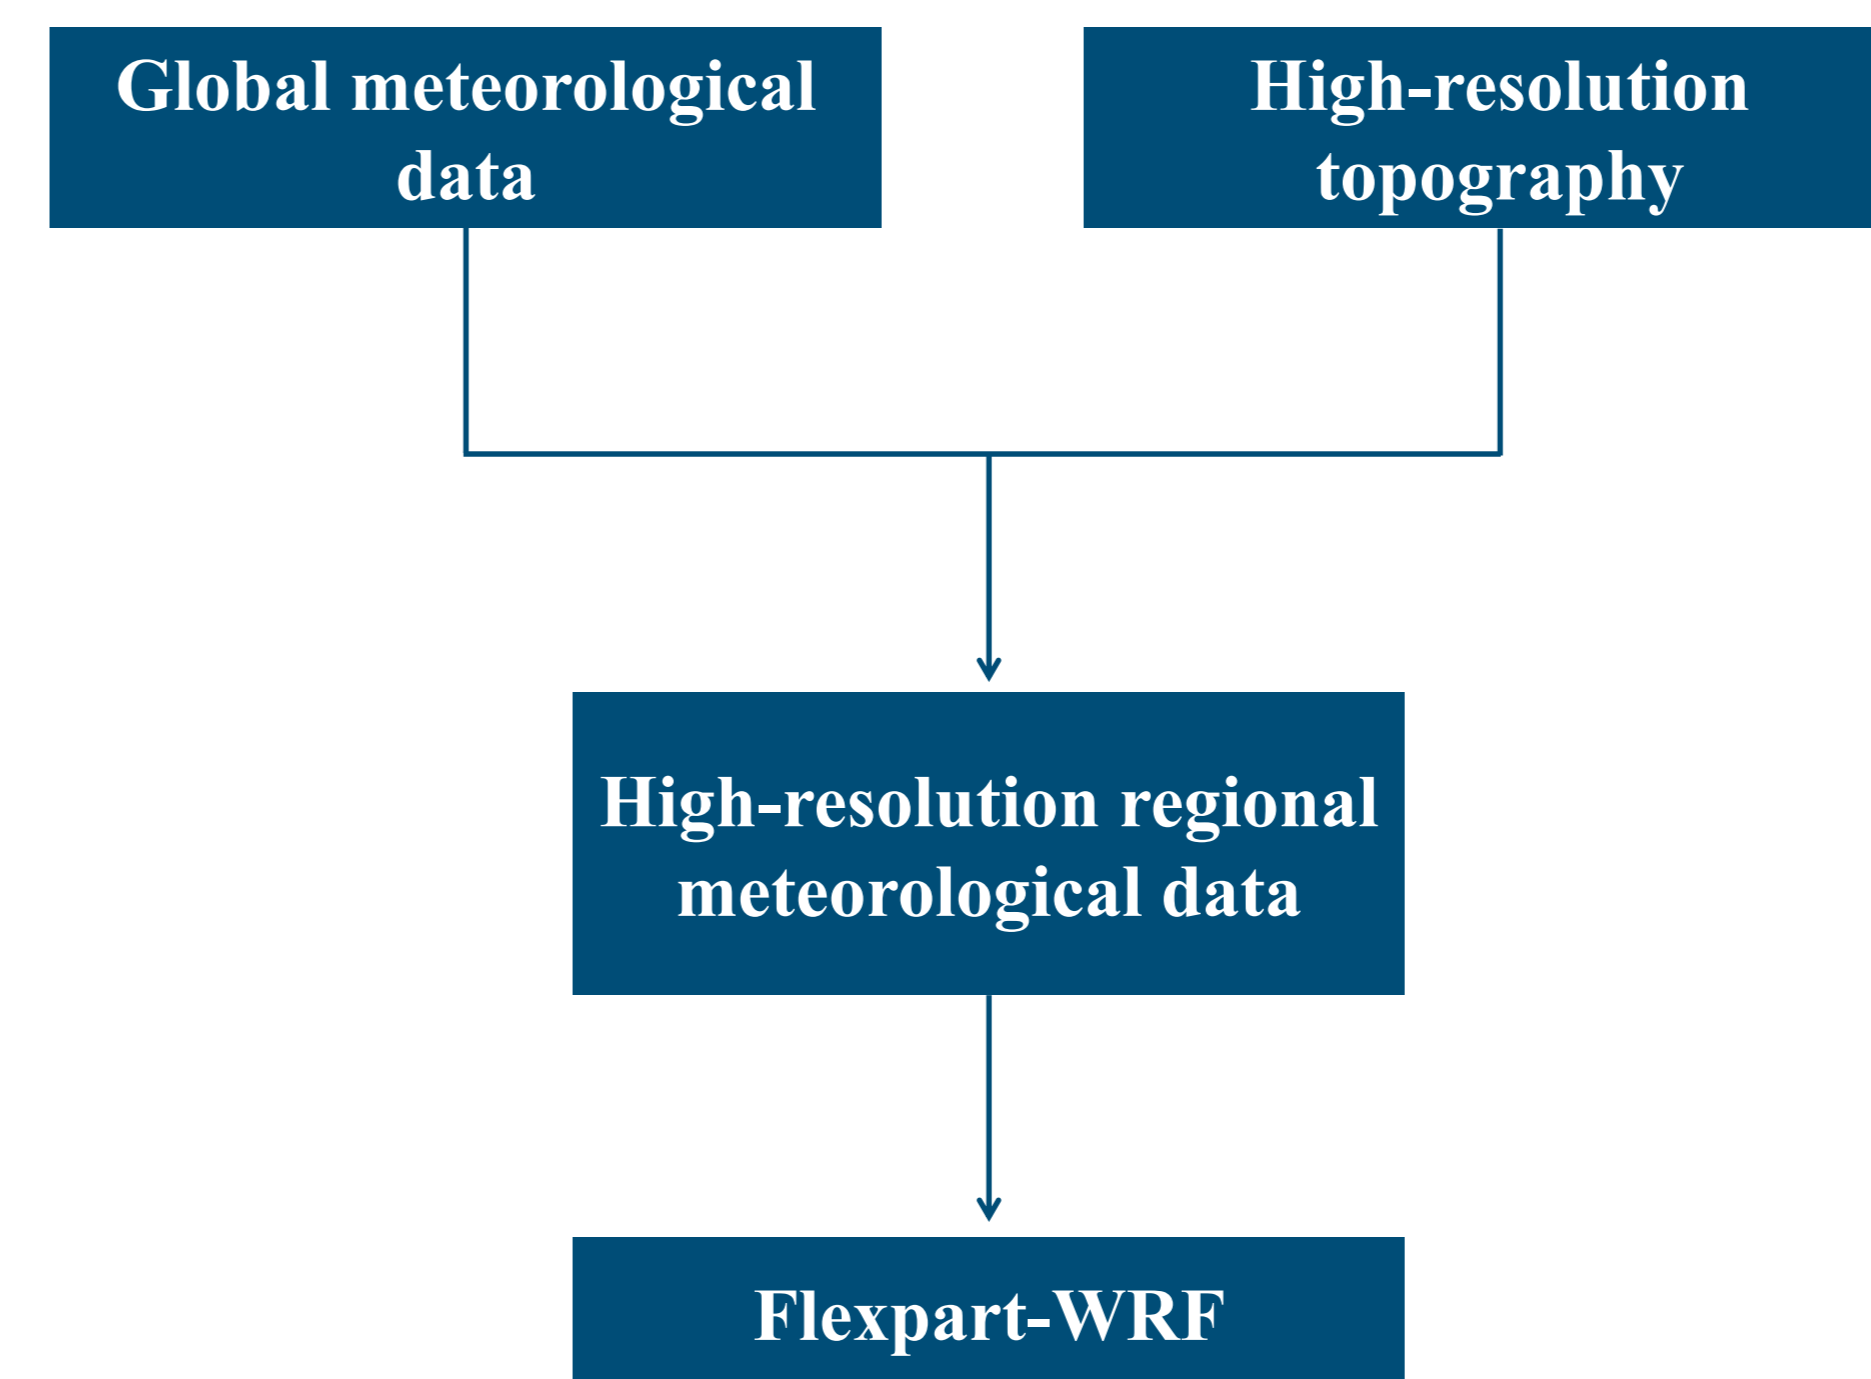 Global meteorological
data
High-resolution
topography
High-resolution regional
meteorological data
Flexpart-WRF